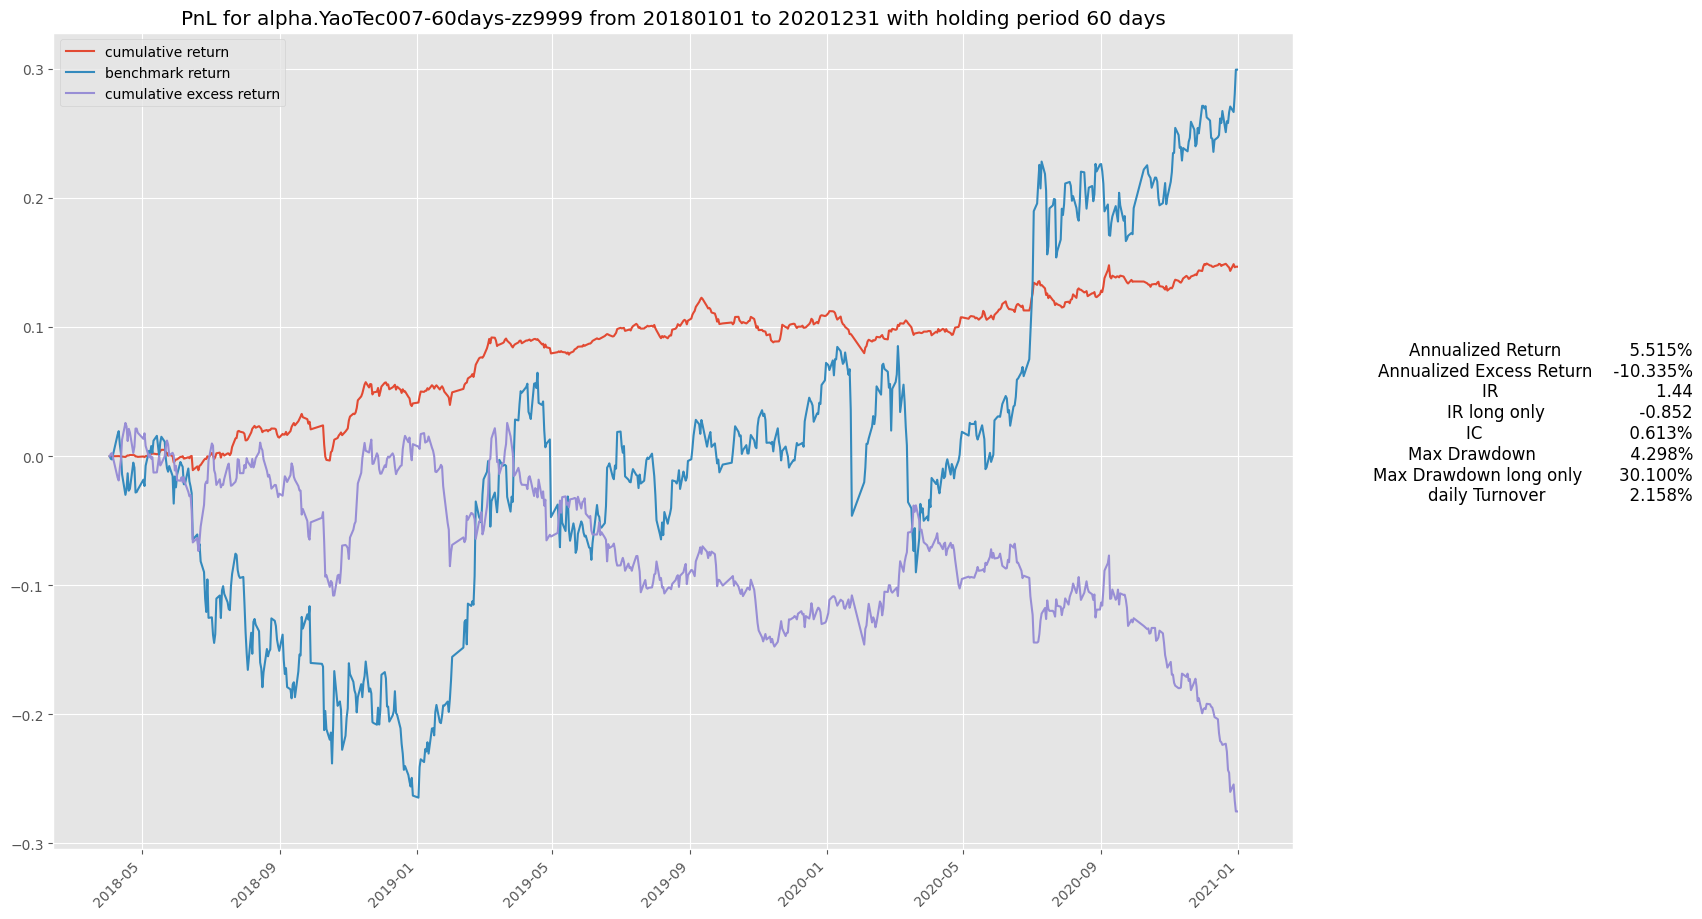 PnL for alpha.YaoTec007-60days-zz9999 from 20180101 to 20201231 with holding period 60 days
cumulative return
benchmark return
cumulative excess return
0.3
0.2
0.1
0.0
−0.1
−0.2
−0.3
2018-05
2018-09
2019-01
2019-05
2019-09
2020-01
2020-05
2020-09
2021-01
Annualized Return 5.515%
Annualized Excess Return -10.335%
IR 1.44
IR long only -0.852
IC 0.613%
Max Drawdown 4.298%
Max Drawdown long only 30.100%
daily Turnover 2.158%